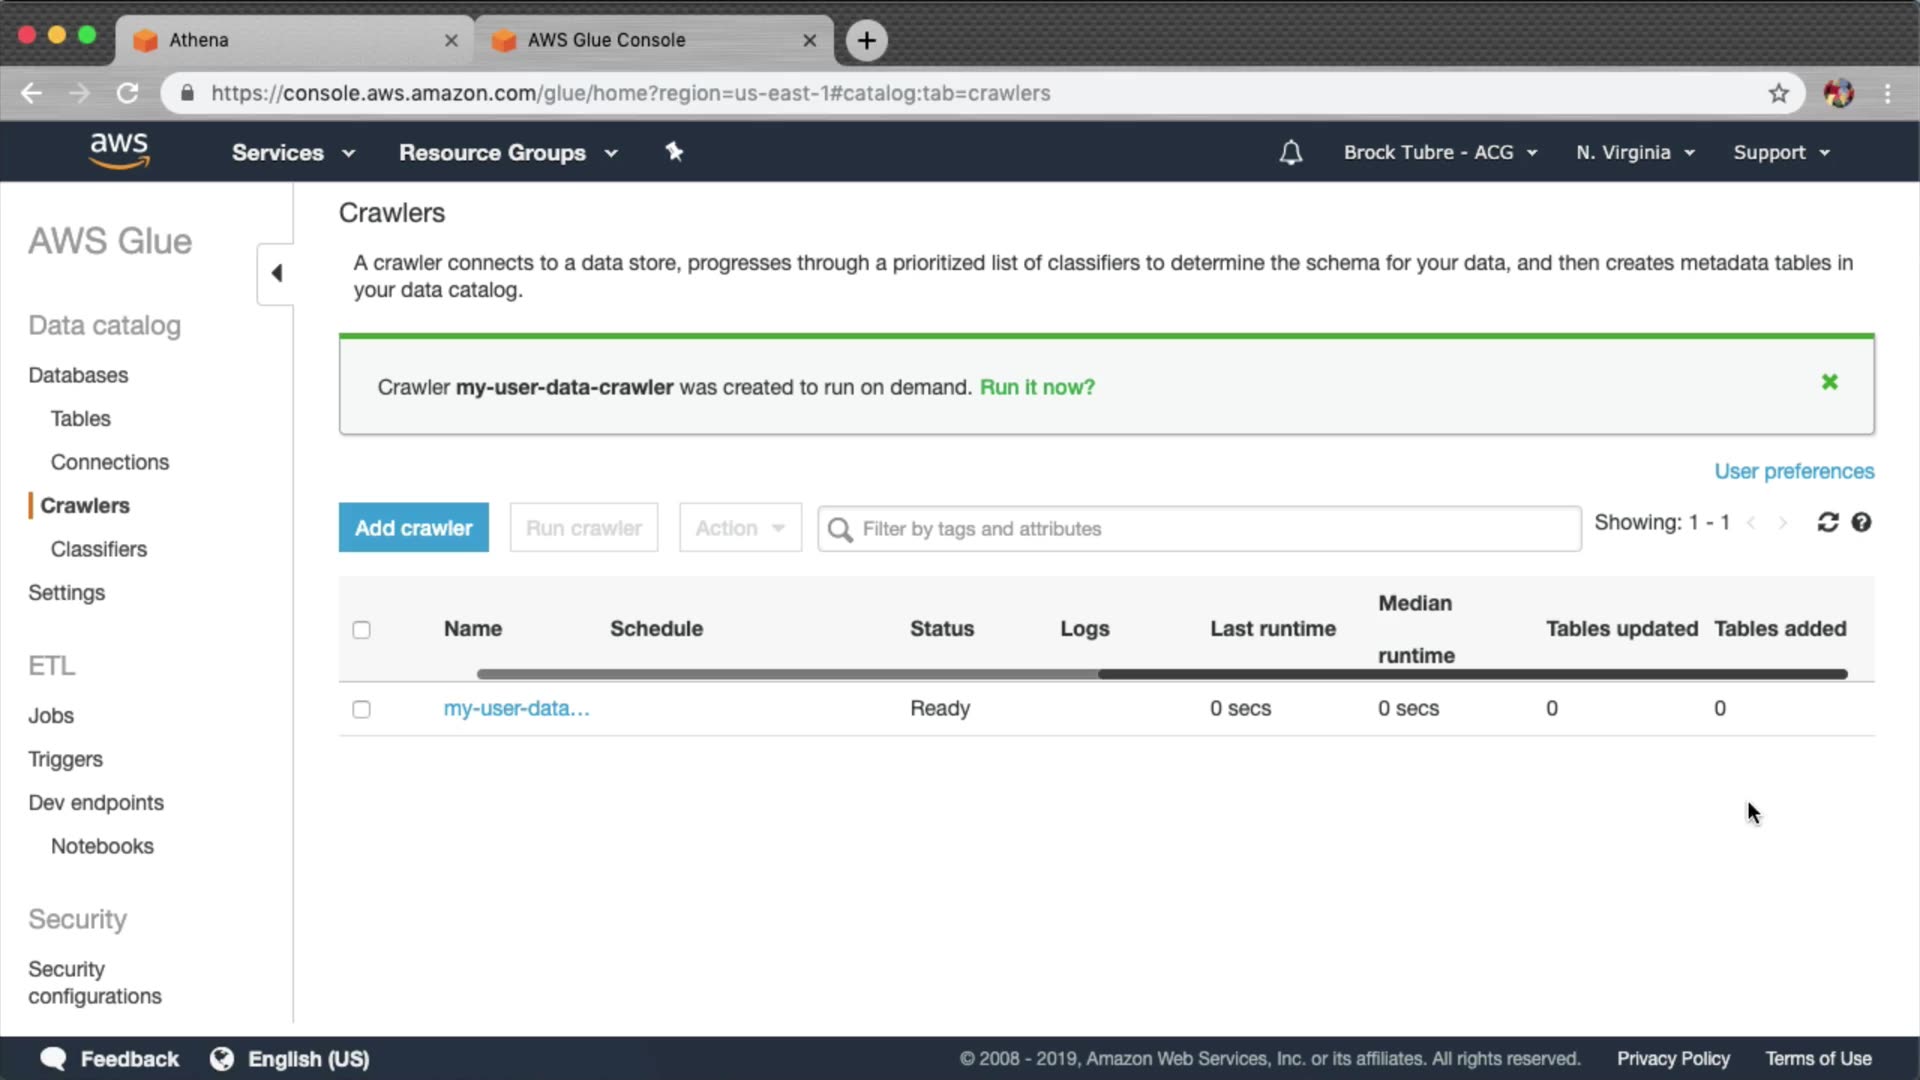 Athena
AWS Glue Console
https://console.aws.amazon.com/glue/home?region=us-east-1#catalog:tab=crawlers
aws
Services
Resource Groups
Brock Tubre - ACG
N. Virginia
Support
AWS Glue
Data catalog
Databases
Tables
Connections
Crawlers
Classifiers
Settings
ETL
Jobs
Triggers
Dev endpoints
Notebooks
Security
Security
configurations
Crawlers
A crawler connects to a data store, progresses through a prioritized list of classifiers to determine the schema for your data, and then creates metadata tables in
your data catalog.
Crawler my-user-data-crawler was created to run on demand. Run it now?
User preferences
Add crawler
Run crawler
Action
Filter by tags and attributes
Showing: 1 - 1
Name Schedule Status Logs Last runtime Median runtime Tables updated Tables added
my-user-data... Ready 0 secs 0 secs 0 0
Feedback
English (US)
© 2008 - 2019, Amazon Web Services, Inc. or its affiliates. All rights reserved.
Privacy Policy
Terms of Use